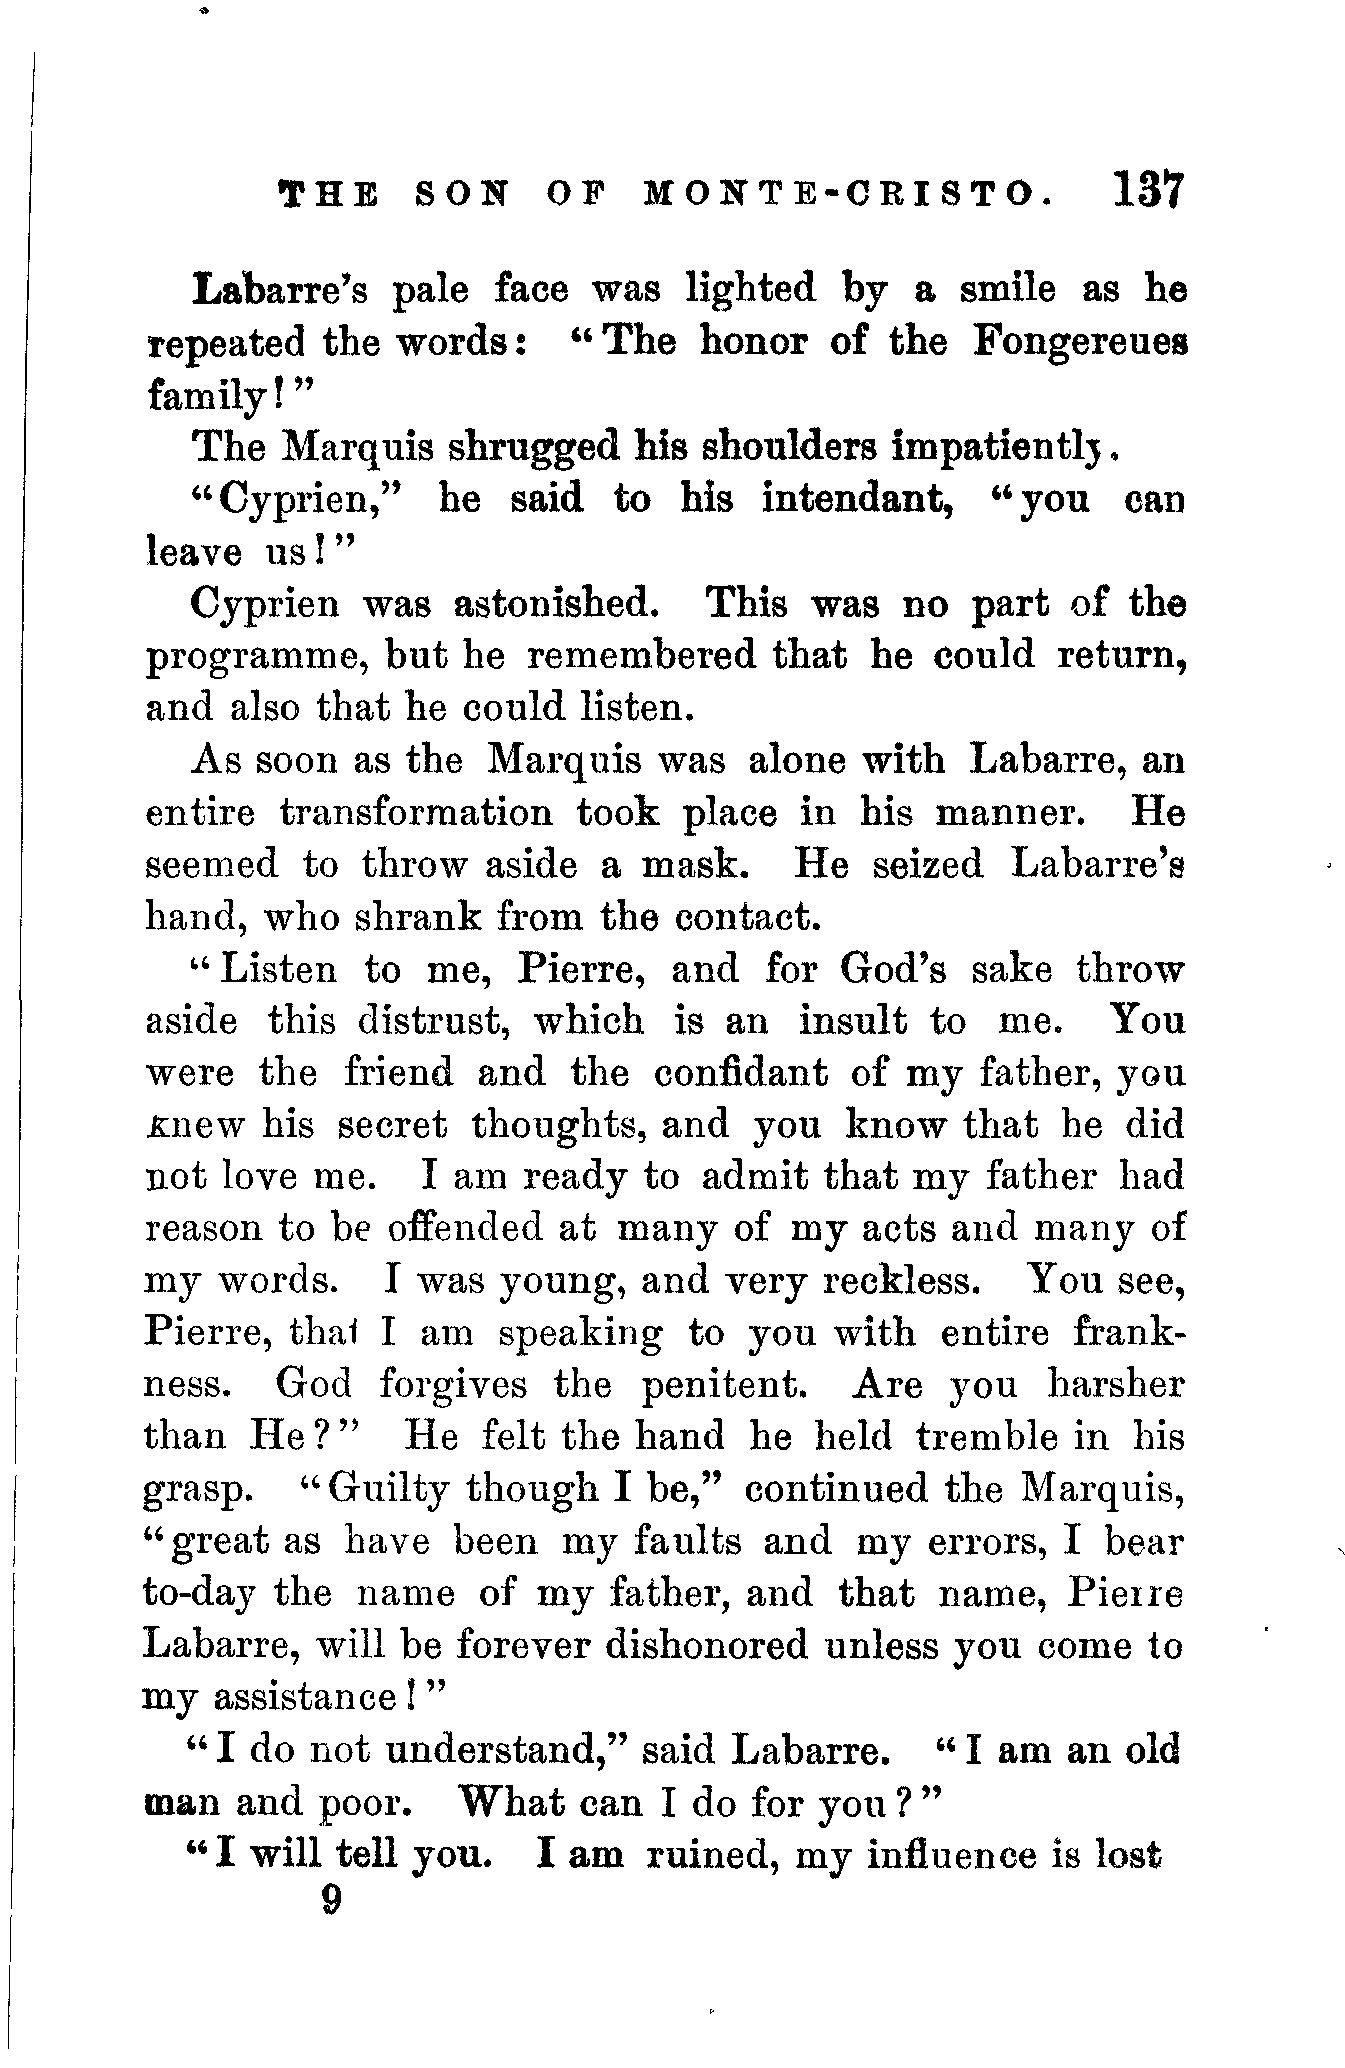 THE SON OF MONTE-CRISTO. 137
Labarre's pale face was lighted by a smile as he
repeated the words: "The honor of the Fongereues
family!"
The Marquis shrugged his shoulders impatiently.
"Cyprien," he said to his intendant, "you can
leave us!"
Cyprien was astonished. This was no part of the
programme, but he remembered that he could return,
and also that he could listen.
As soon as the Marquis was alone with Labarre, an
entire transformation took place in his manner. He
seemed to throw aside a mask. He seized Labarre's
hand, who shrank from the contact.
"Listen to me, Pierre, and for God's sake throw
aside this distrust, which is an insult to me. You
were the friend and the confidant of my father, you
knew his secret thoughts, and you know that he did
not love me. I am ready to admit that my father had
reason to be offended at many of my acts and many of
my words. I was young, and very reckless. You see,
Pierre, that I am speaking to you with entire frank-
ness. God forgives the penitent. Are you harsher
than He?" He felt the hand he held tremble in his
grasp. "Guilty though I be," continued the Marquis,
"great as have been my faults and my errors, I bear
to-day the name of my father, and that name, Pierre
Labarre, will be forever dishonored unless you come to
my assistance!"
"I do not understand," said Labarre. "I am an old
man and poor. What can I do for you?"
"I will tell you. I am ruined, my influence is lost
9